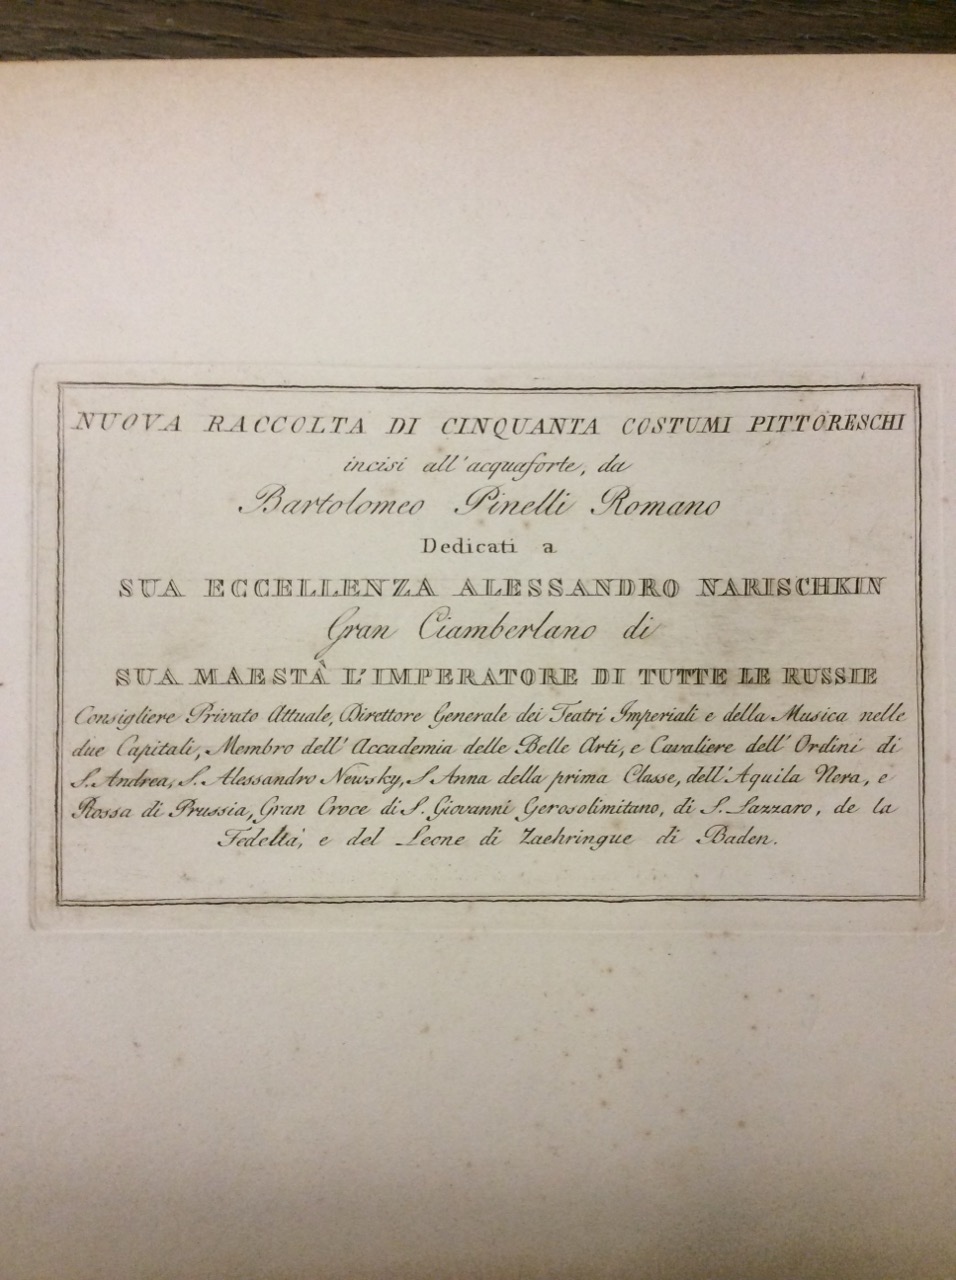 NUOVA RACCOLTA DI CINQUANTA COSTUMI PITTORESCHI
incisi all'acquaforte, da
Bartolomeo Pinelli Romano
Dedicati a
SUA ECCELLENZA ALESSANDRO NARISCHKIN
Gran Ciamberlano di
SUA MAESTÀ L'IMPERATORE DI TUTTE LE RUSSIE
Consigliere Privato Attuale, Direttore Generale dei Teatri Imperiali e della Musica nelle
due Capitali, Membro dell' Accademia delle Belle Arti, e Cavaliere dell' Ordini di
S. Andrea, S. Alessandro Newsky, S. Anna della prima Classe, dell' Aquila Nera, e
Rossa di Prussia, Gran Croce di S. Giovanni Gerosolimitano, di S. Lazzaro, de la
Fedeltà, e del Leone di Zaehringue di Baden.